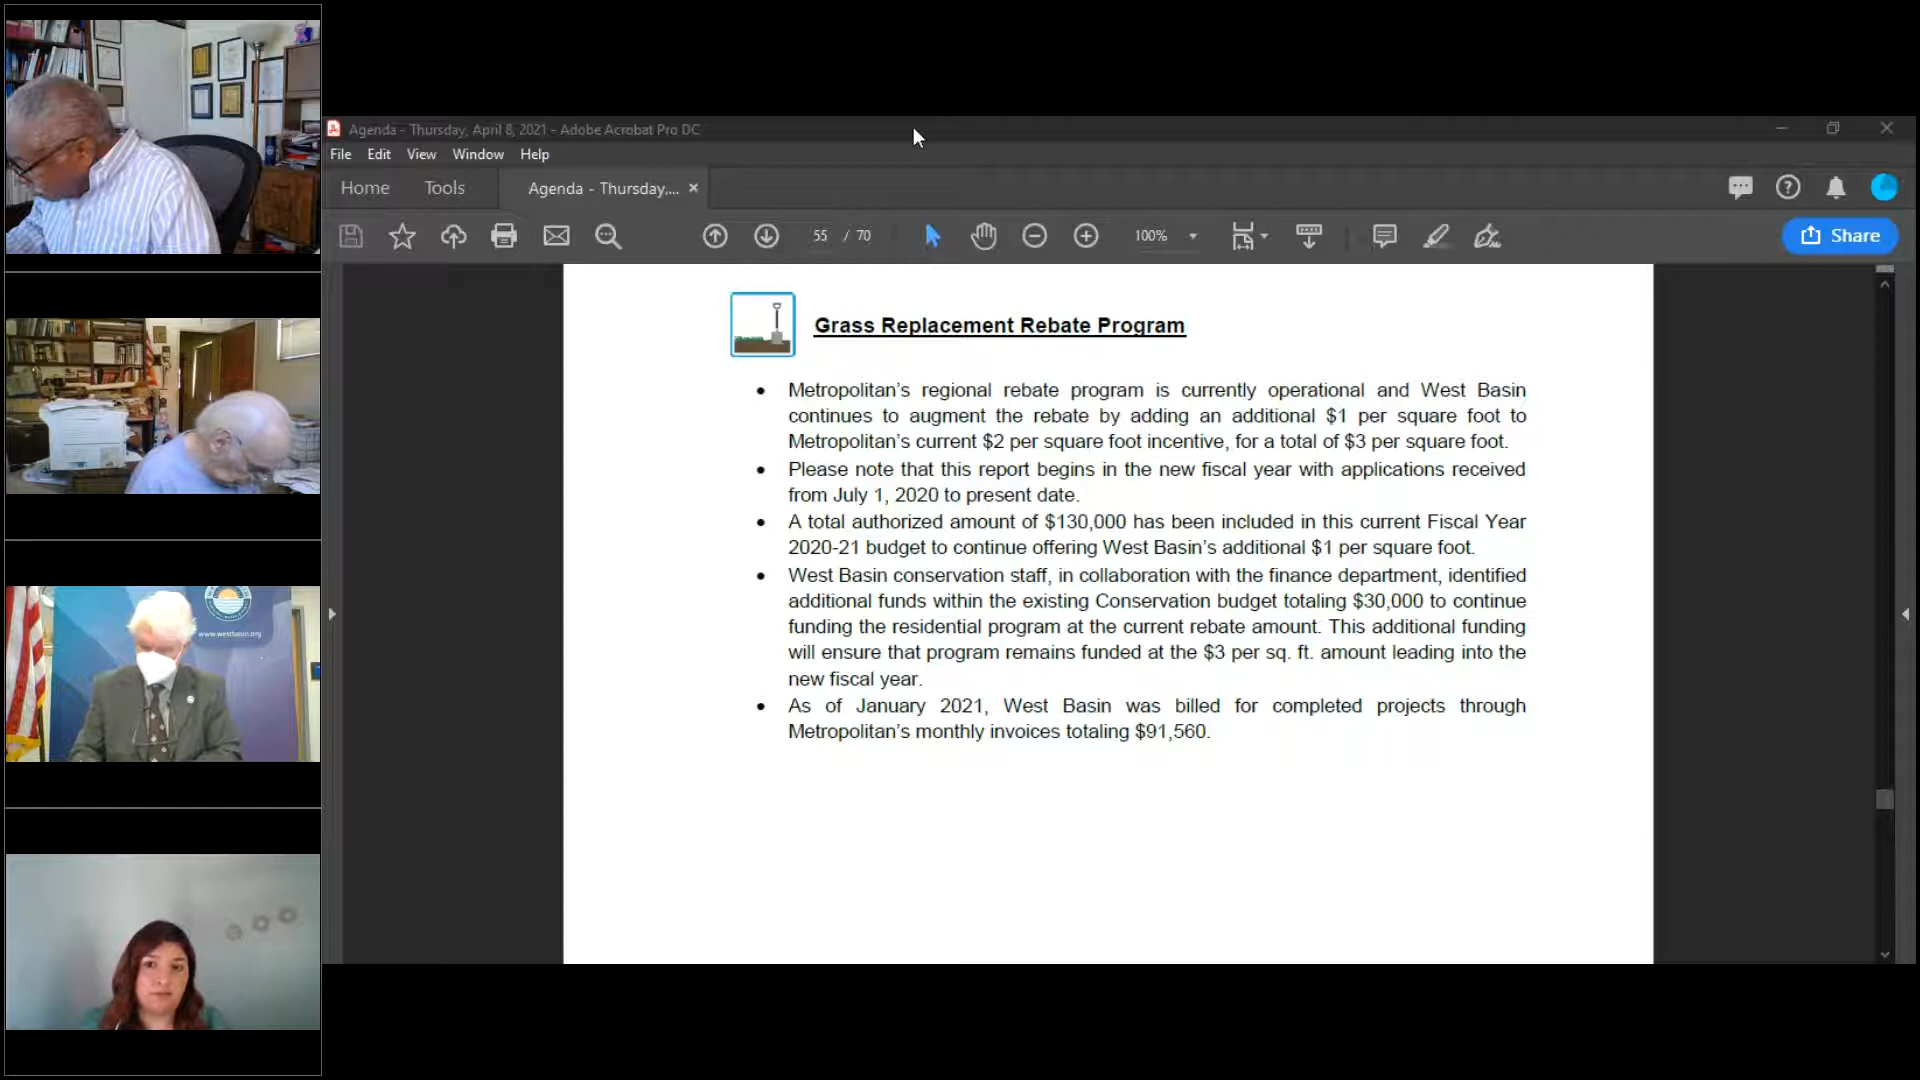 Agenda - Thursday, April 8, 2021 - Adobe Acrobat Pro DC
File Edit View Window Help
Home Tools Agenda - Thursday,... ×
55 / 70 100% Share
Grass Replacement Rebate Program
• Metropolitan's regional rebate program is currently operational and West Basin
continues to augment the rebate by adding an additional $1 per square foot to
Metropolitan's current $2 per square foot incentive, for a total of $3 per square foot.
• Please note that this report begins in the new fiscal year with applications received
from July 1, 2020 to present date.
• A total authorized amount of $130,000 has been included in this current Fiscal Year
2020-21 budget to continue offering West Basin's additional $1 per square foot.
• West Basin conservation staff, in collaboration with the finance department, identified
additional funds within the existing Conservation budget totaling $30,000 to continue
funding the residential program at the current rebate amount. This additional funding
will ensure that program remains funded at the $3 per sq. ft. amount leading into the
new fiscal year.
• As of January 2021, West Basin was billed for completed projects through
Metropolitan's monthly invoices totaling $91,560.
www.westbasin.org